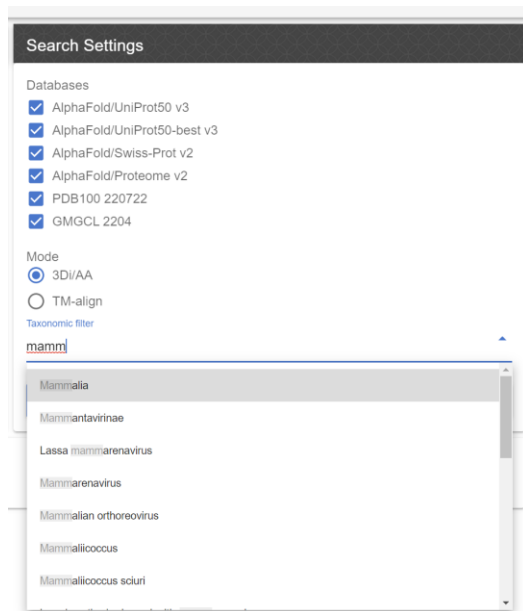 Search Settings
Databases
AlphaFold/UniProt50 v3
AlphaFold/UniProt50-best v3
AlphaFold/Swiss-Prot v2
AlphaFold/Proteome v2
PDB100 220722
GMGCL 2204
Mode
3Di/AA
TM-align
Taxonomic filter
mamm
Mammalia
Mammantavirinae
Lassa mammarenavirus
Mammarenavirus
Mammalian orthoreovirus
Mammaliicoccus
Mammaliicoccus sciuri